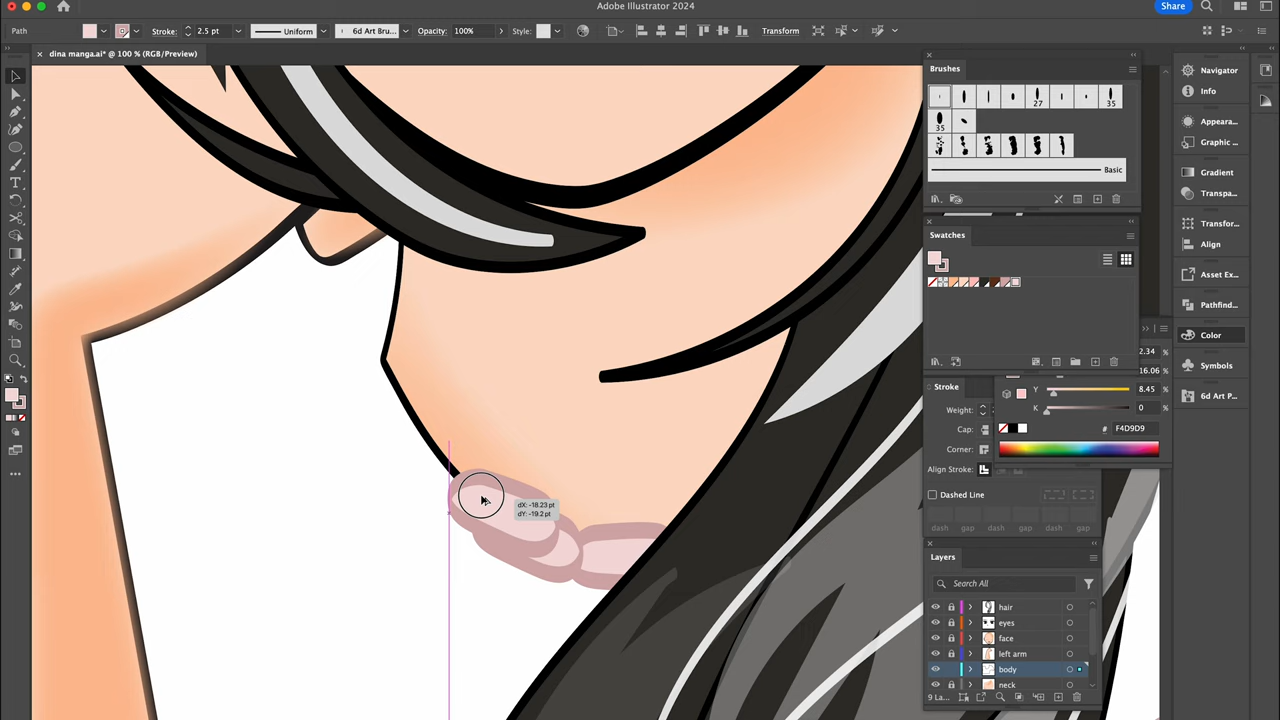 Adobe Illustrator 2024
Share
Path
Stroke:
2.5 pt
Uniform
6d Art Bru...
Opacity:
100%
Style:
Transform
× dina manga.ai* @ 100 % (RGB/Preview)
Brushes
27
35
35
Basic
Swatches
Stroke
Weight:
Cap:
Corner:
Align Stroke:
Dashed Line
dash
gap
dash
gap
dash
gap
2.34
16.06
Y
8.45
K
0
#
F4D9D9
Layers
Search All
hair
eyes
face
left arm
body
neck
9 La...
Navigator
Info
Appeara...
Graphic ...
Gradient
Transpa...
Transfor...
Align
Asset Ex...
Pathfind...
Color
Symbols
6d Art P...
dX: -18.23 pt
dY: -19.2 pt